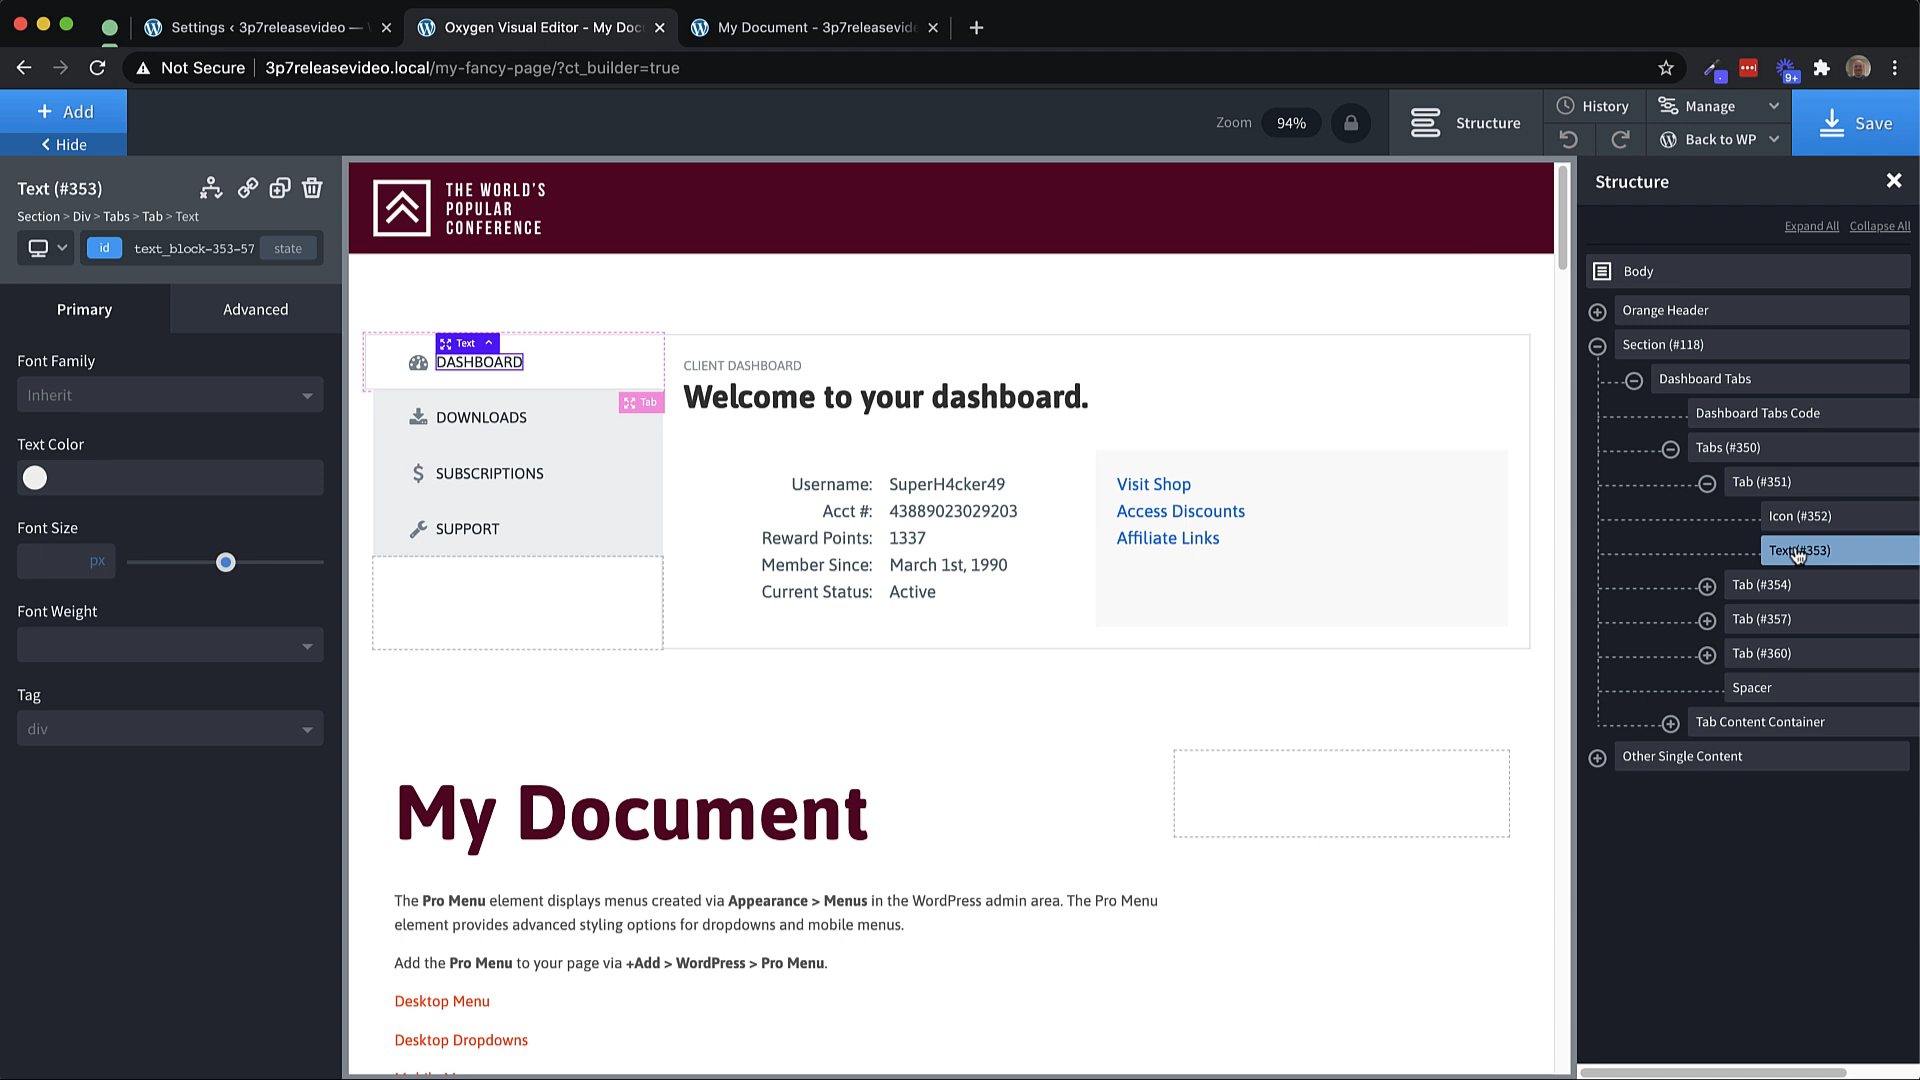 Settings ‹ 3p7releasevideo —
Oxygen Visual Editor - My Doc
My Document - 3p7releasevide
Not Secure
3p7releasevideo.local/my-fancy-page/?ct_builder=true
9+
+ Add
Hide
Zoom
94%
Structure
History
Manage
Back to WP
Save
Text (#353)
Section > Div > Tabs > Tab > Text
id
text_block-353-57
state
Primary
Advanced
Font Family
Inherit
Text Color
Font Size
px
Font Weight
Tag
div
THE WORLD'S
POPULAR
CONFERENCE
Text
DASHBOARD
Tab
DOWNLOADS
SUBSCRIPTIONS
SUPPORT
CLIENT DASHBOARD
Welcome to your dashboard.
Username: SuperH4cker49
Acct #: 43889023029203
Reward Points: 1337
Member Since: March 1st, 1990
Current Status: Active
Visit Shop
Access Discounts
Affiliate Links
My Document
The Pro Menu element displays menus created via Appearance > Menus in the WordPress admin area. The Pro Menu
element provides advanced styling options for dropdowns and mobile menus.
Add the Pro Menu to your page via +Add > WordPress > Pro Menu.
Desktop Menu
Desktop Dropdowns
Structure
Expand All
Collapse All
Body
Orange Header
Section (#118)
Dashboard Tabs
Dashboard Tabs Code
Tabs (#350)
Tab (#351)
Icon (#352)
Text (#353)
Tab (#354)
Tab (#357)
Tab (#360)
Spacer
Tab Content Container
Other Single Content